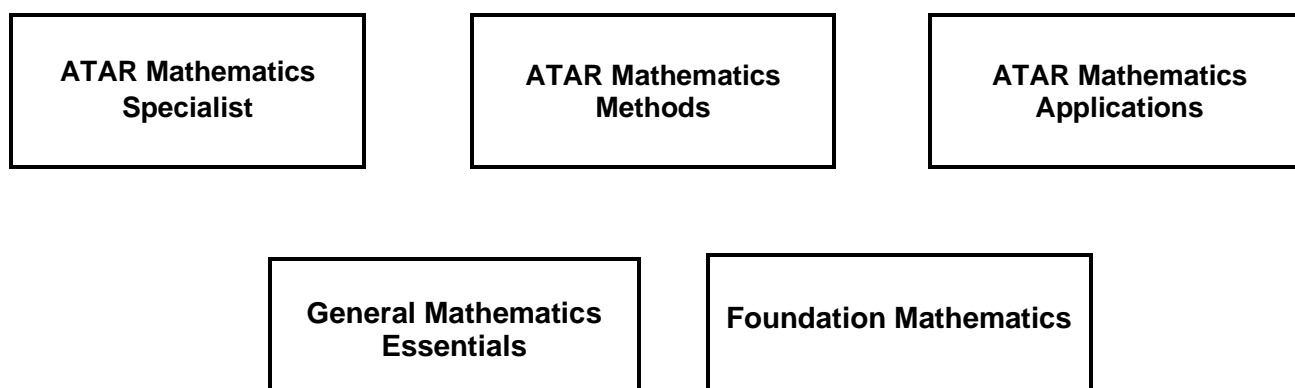 ATAR Mathematics
Specialist
ATAR Mathematics
Methods
ATAR Mathematics
Applications
General Mathematics
Essentials
Foundation Mathematics